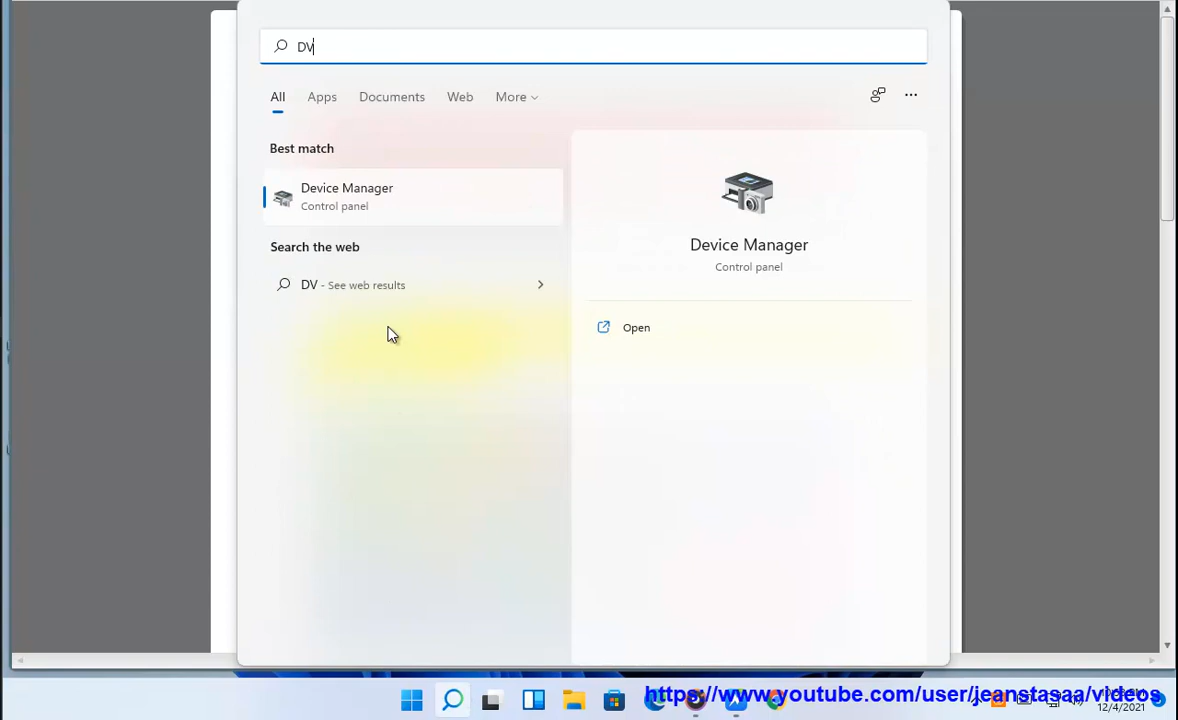 DV
All Apps Documents Web More
Best match
Device Manager
Control panel
Search the web
DV - See web results
Device Manager
Control panel
Open
https://www.youtube.com/user/jeanstasaa/videos
12/4/2021